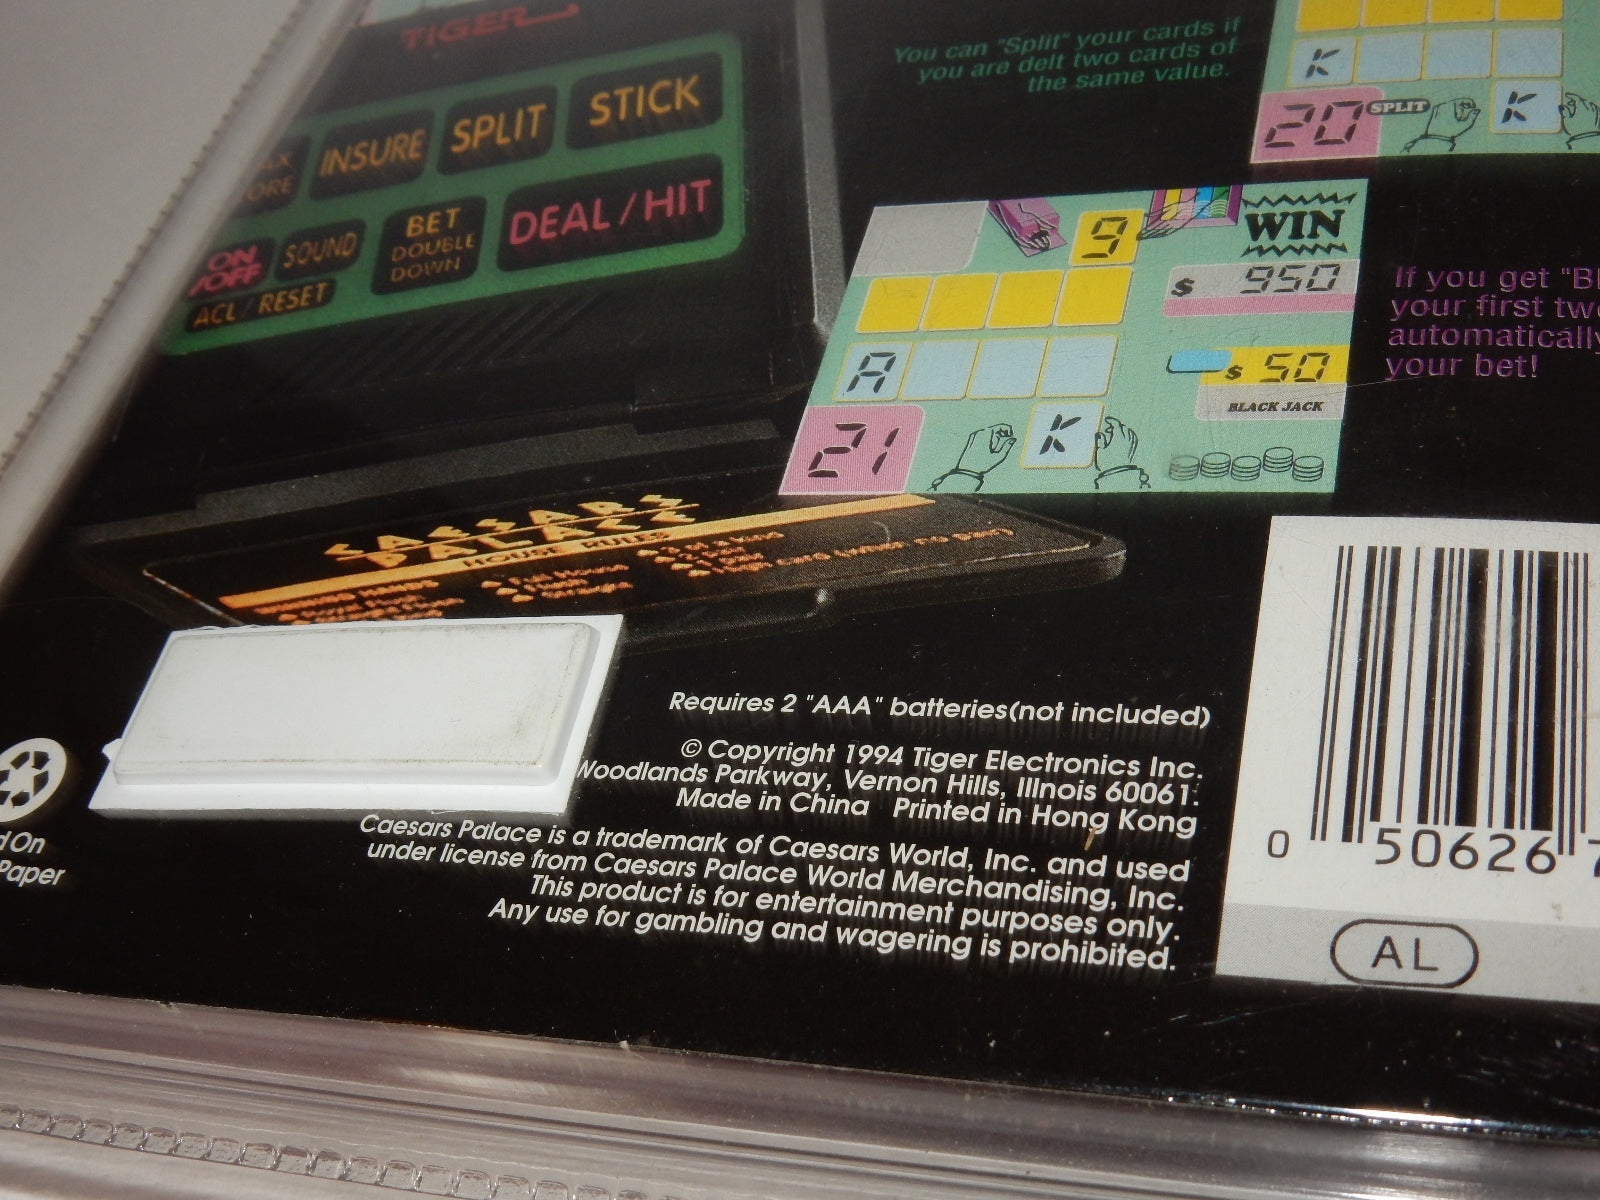 TIGER
INSURE SPLIT STICK
ON /OFF SOUND BET DOUBLE DOWN DEAL / HIT
ACL / RESET
You can "Split" your cards if
you are delt two cards of
the same value.
K
20 SPLIT K
9 WIN
$ 950
A $ 50
BLACK JACK
21 K
If you get "Bl
your first tw
automatically
your bet!
CAESARS
PALACE
HOUSE RULES
Full House
Straight
Requires 2 "AAA" batteries(not included)
© Copyright 1994 Tiger Electronics Inc.
Woodlands Parkway, Vernon Hills, Illnois 60061.
Made in China Printed in Hong Kong
Caesars Palace is a trademark of Caesars World, Inc. and used
under license from Caesars Palace World Merchandising, Inc.
This product is for entertainment purposes only.
Any use for gambling and wagering is prohibited.
d On
Paper
0 50626 7
AL